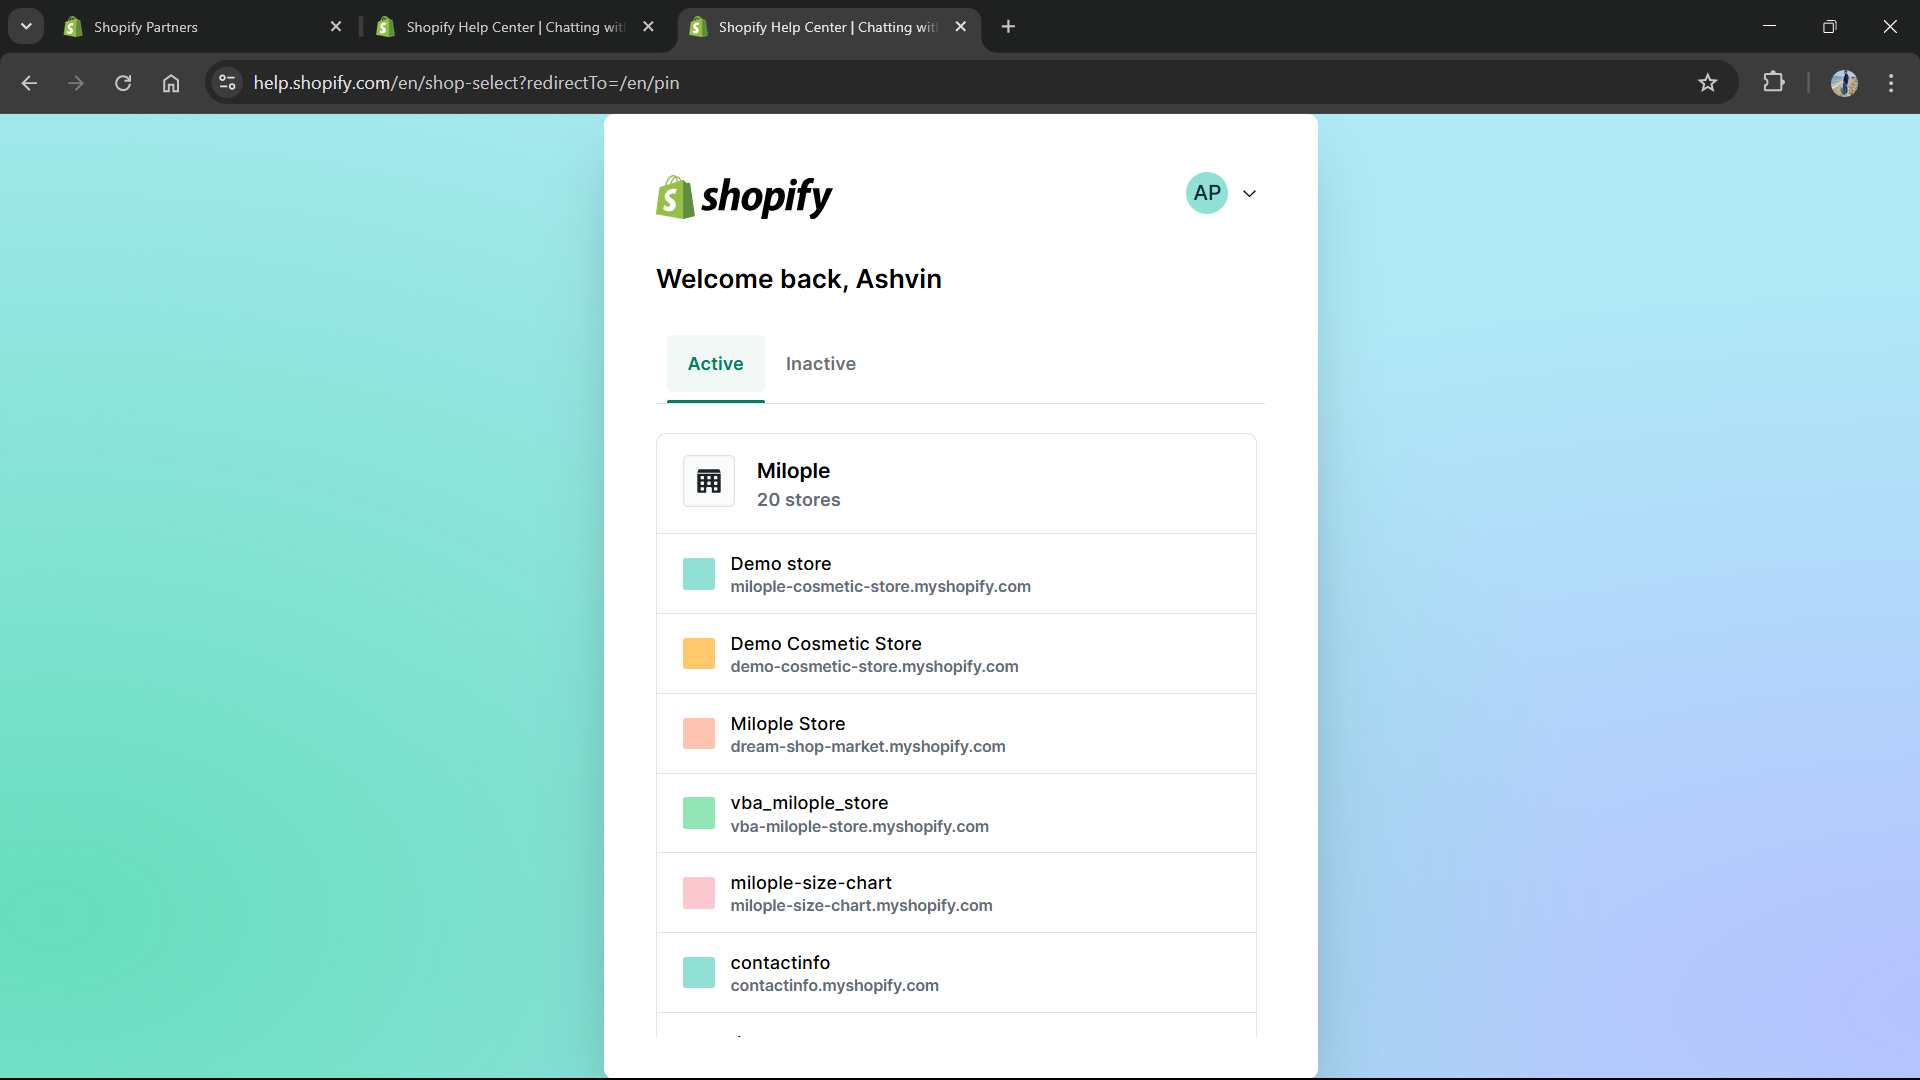 Shopify Partners
Shopify Help Center | Chatting wit
Shopify Help Center | Chatting wit
help.shopify.com/en/shop-select?redirectTo=/en/pin
shopify
AP
Welcome back, Ashvin
Active
Inactive
Milople
20 stores
Demo store
milople-cosmetic-store.myshopify.com
Demo Cosmetic Store
demo-cosmetic-store.myshopify.com
Milople Store
dream-shop-market.myshopify.com
vba_milople_store
vba-milople-store.myshopify.com
milople-size-chart
milople-size-chart.myshopify.com
contactinfo
contactinfo.myshopify.com